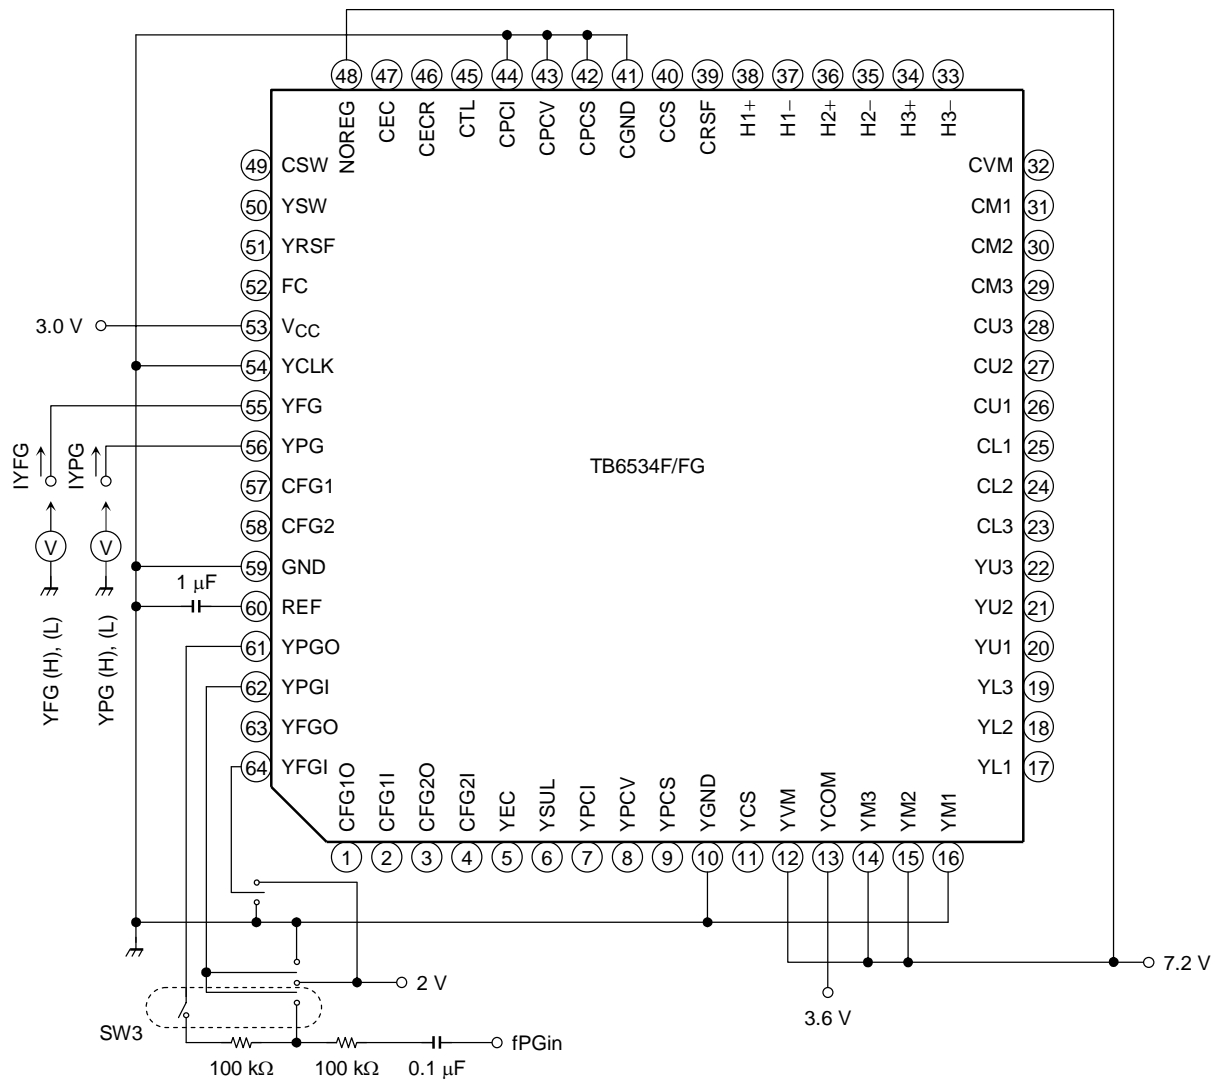 48 47 46 45 44 43 42 41 40 39 38 37 36 35 34 33
NOREG CEC CECR CTL CPCI CPCV CPCS CGND CCS CRSF H1+ H1− H2+ H2− H3+ H3−
49 CSW CVM 32
50 YSW CM1 31
51 YRSF CM2 30
52 FC CM3 29
3.0 V 53 VCC CU3 28
54 YCLK CU2 27
55 YFG CU1 26
IYFG IYPG 56 YPG CL1 25
TB6534F/FG
57 CFG1 CL2 24
58 CFG2 CL3 23
V V
59 GND YU3 22
1 μF
60 REF YU2 21
YFG (H), (L) YPG (H), (L)
61 YPGO YU1 20
62 YPGI YL3 19
63 YFGO YL2 18
64 YFGI YL1 17
CFG1O CFG1I CFG2O CFG2I YEC YSUL YPCI YPCV YPCS YGND YCS YVM YCOM YM3 YM2 YM1
1 2 3 4 5 6 7 8 9 10 11 12 13 14 15 16
7.2 V
2 V
3.6 V
SW3
fPGin
100 kΩ 100 kΩ 0.1 μF